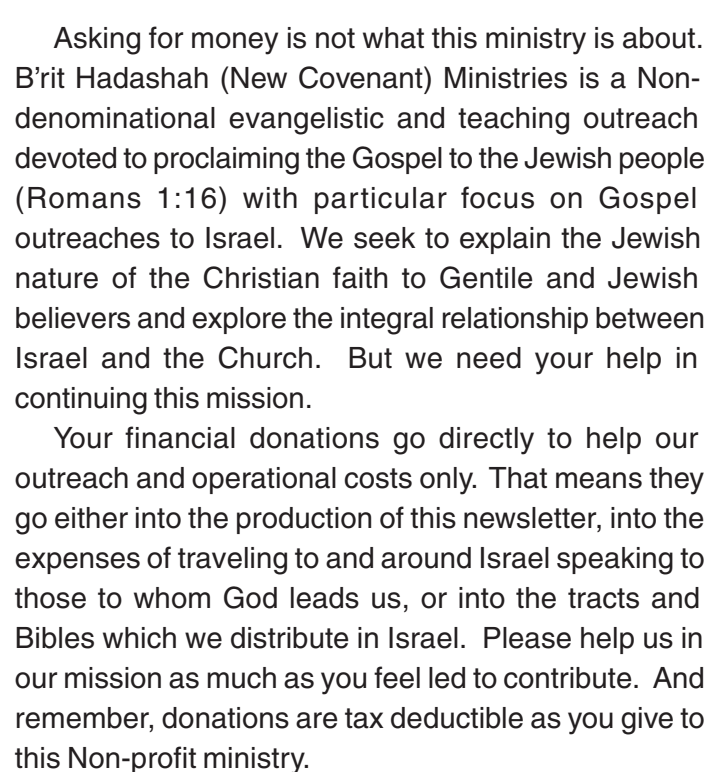 Asking for money is not what this ministry is about.
B’rit Hadashah (New Covenant) Ministries is a Non-
denominational evangelistic and teaching outreach
devoted to proclaiming the Gospel to the Jewish people
(Romans 1:16) with particular focus on Gospel
outreaches to Israel.  We seek to explain the Jewish
nature of the Christian faith to Gentile and Jewish
believers and explore the integral relationship between
Israel and the Church.  But we need your help in
continuing this mission.
Your financial donations go directly to help our
outreach and operational costs only.  That means they
go either into the production of this newsletter, into the
expenses of traveling to and around Israel speaking to
those to whom God leads us, or into the tracts and
Bibles which we distribute in Israel.  Please help us in
our mission as much as you feel led to contribute.  And
remember, donations are tax deductible as you give to
this Non-profit ministry.